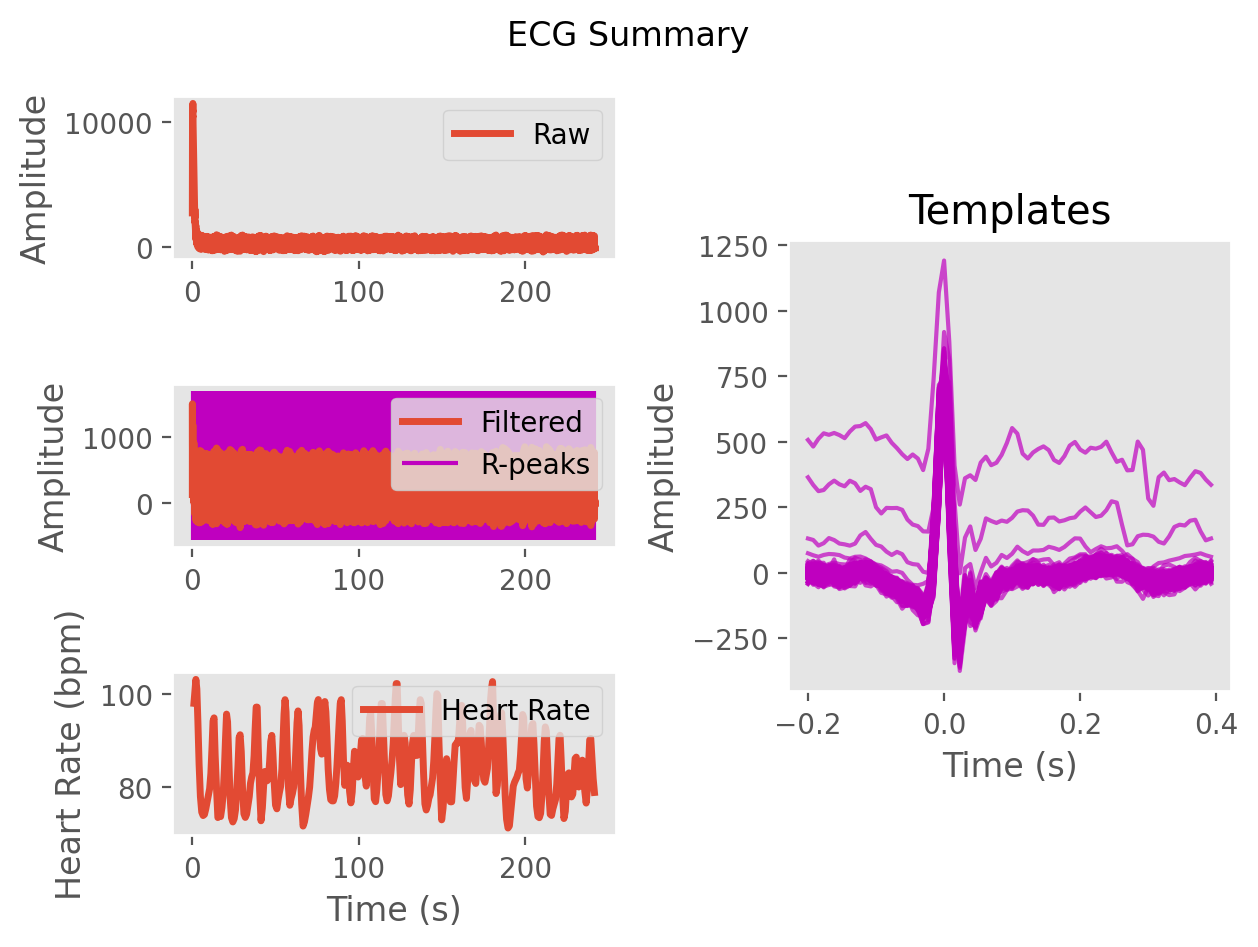 ECG Summary
Amplitude
10000
0
Raw
0
100
200
Amplitude
1000
0
Filtered
R-peaks
0
100
200
Heart Rate (bpm)
100
80
Heart Rate
0
100
200
Time (s)
Templates
Amplitude
1250
1000
750
500
250
0
−250
−0.2
0.0
0.2
0.4
Time (s)